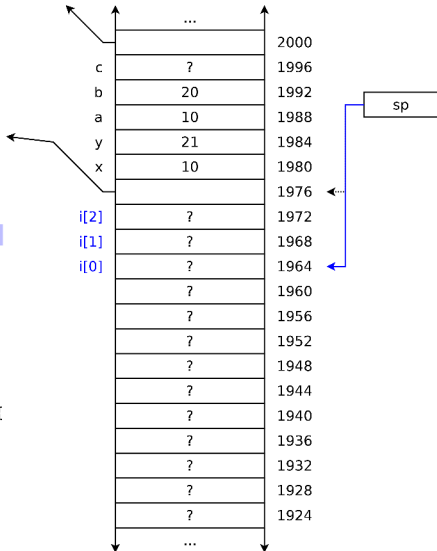 ...
2000
c ? 1996
b 20 1992
sp
a 10 1988
y 21 1984
x 10 1980
1976
i[2] ? 1972
i[1] ? 1968
i[0] ? 1964
? 1960
? 1956
? 1952
? 1948
? 1944
? 1940
? 1936
? 1932
? 1928
? 1924
...